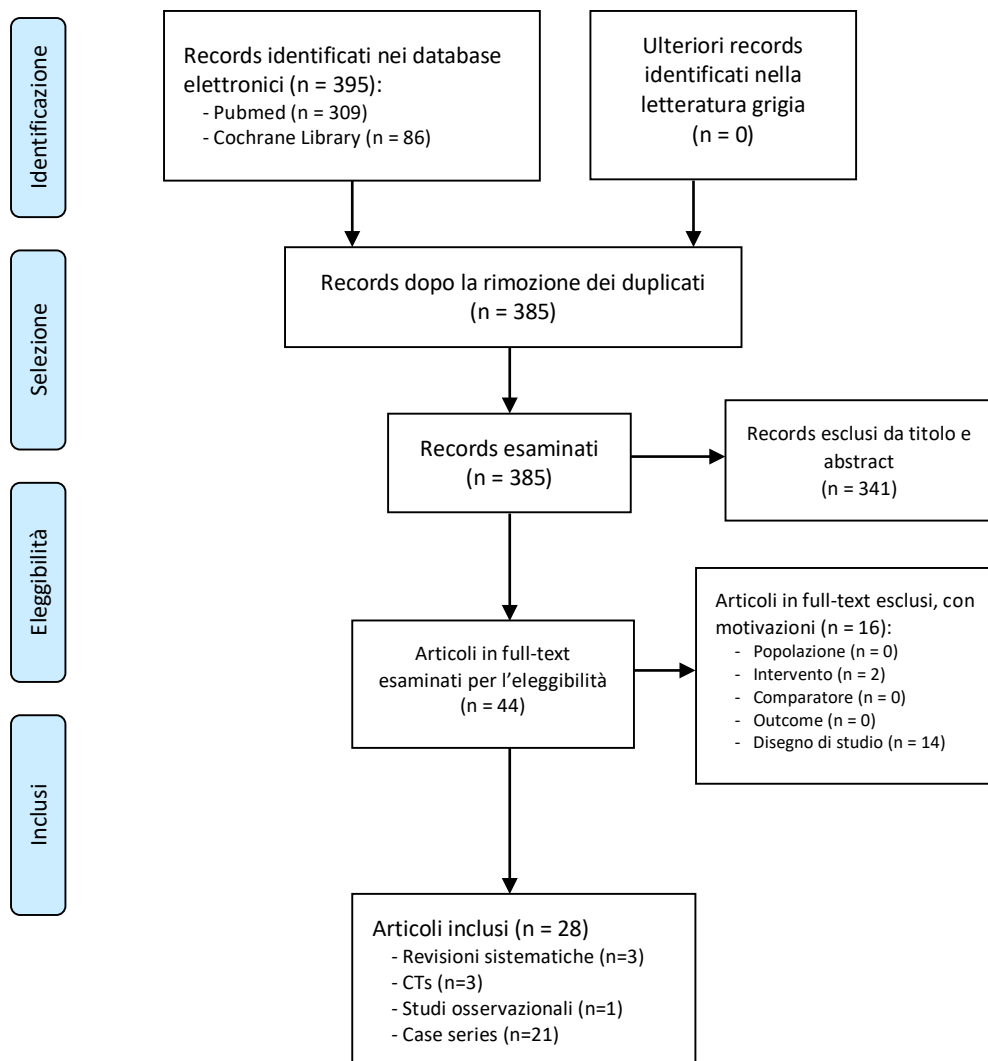 Identificazione
Records identificati nei database
elettronici (n = 395):
- Pubmed (n = 309)
- Cochrane Library (n = 86)
Ulteriori records
identificati nella
letteratura grigia
(n = 0)
Selezione
Records dopo la rimozione dei duplicati
(n = 385)
Records esaminati
(n = 385)
Records esclusi da titolo e
abstract
(n = 341)
Eleggibilità
Articoli in full-text
esaminati per l'eleggibilità
(n = 44)
Articoli in full-text esclusi, con
motivazioni (n = 16):
- Popolazione (n = 0)
- Intervento (n = 2)
- Comparatore (n = 0)
- Outcome (n = 0)
- Disegno di studio (n = 14)
Inclusi
Articoli inclusi (n = 28)
- Revisioni sistematiche (n=3)
- CTs (n=3)
- Studi osservazionali (n=1)
- Case series (n=21)